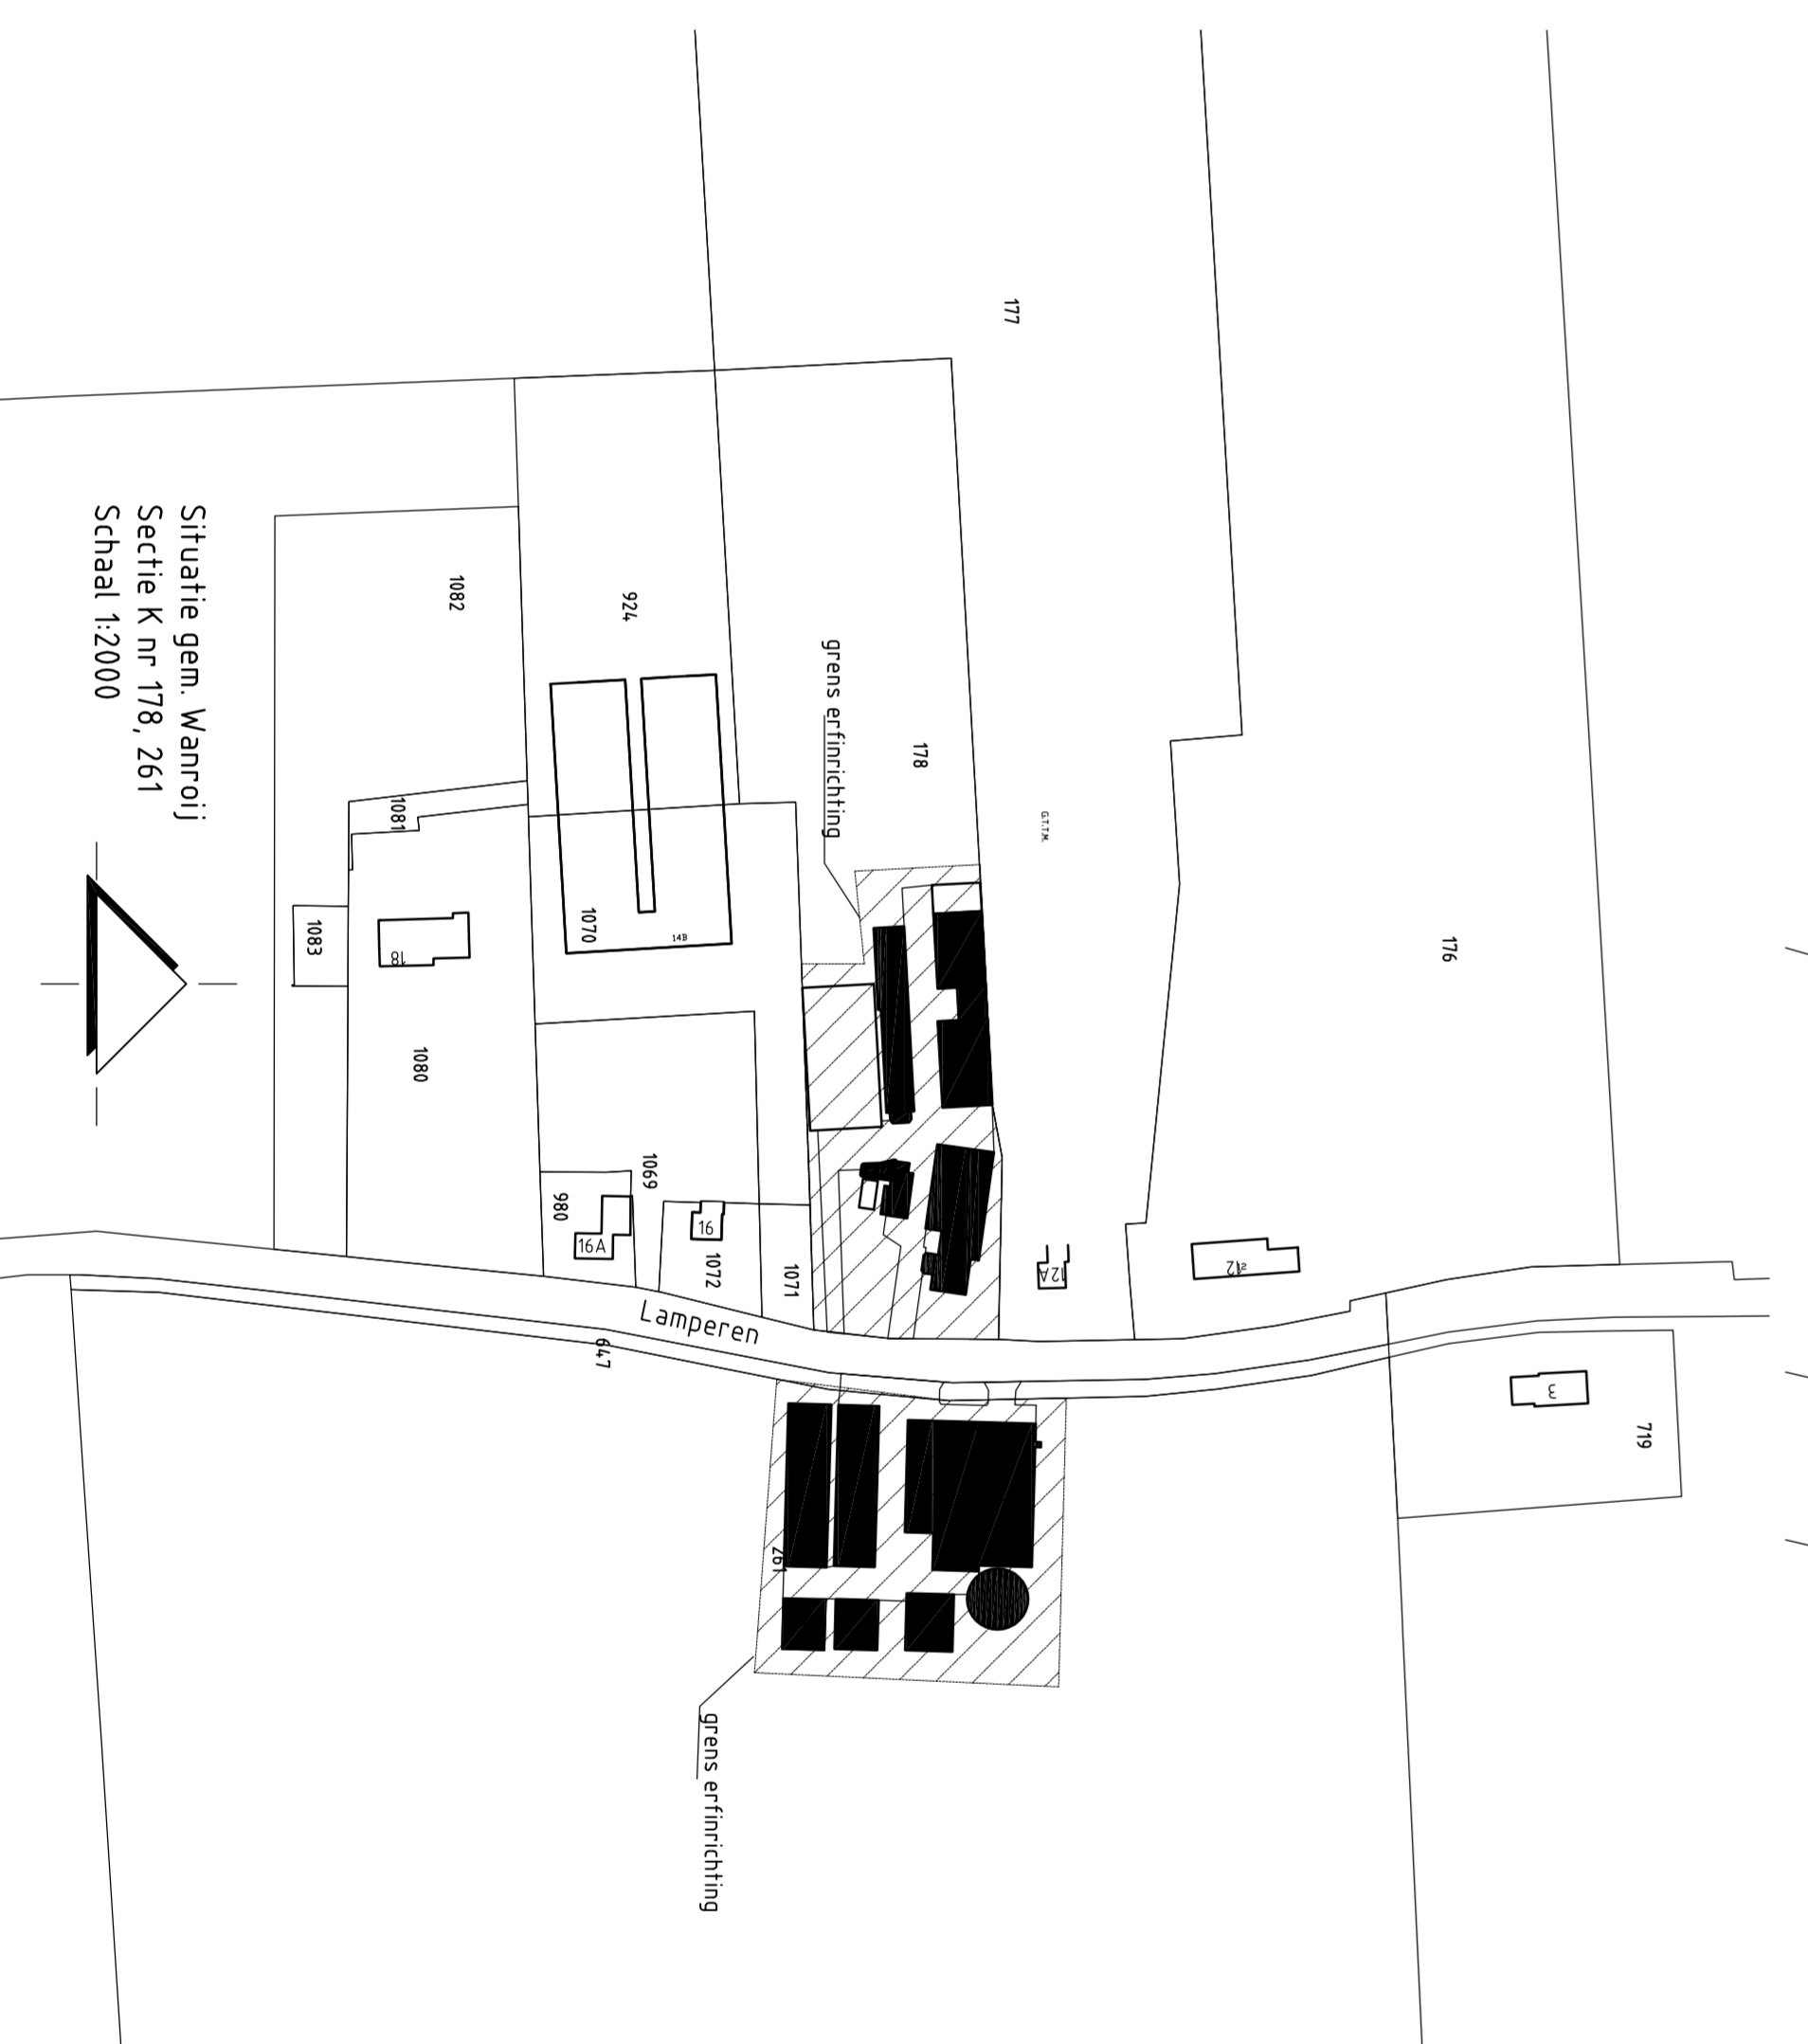 Situatie gem. Wanroij
Sectie K nr 178, 261
Schaal 1:2000
177
176
178
924
1082
grens erfinrichting
G.T.T.M.
1081
1083
18
1070
14B
1080
1069
980
16A
16
1072
1071
12A
12
Lamperen
647
3
719
261
grens erfinrichting